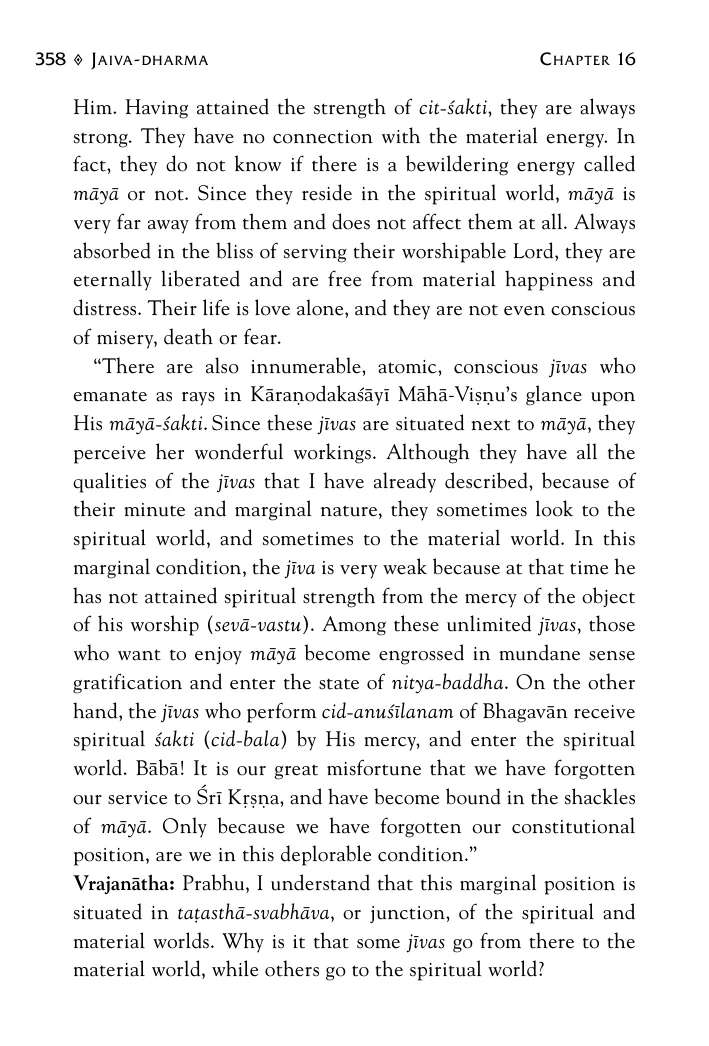 358 ◊ JAIVA-DHARMA CHAPTER 16
Him. Having attained the strength of cit-śakti, they are always
strong. They have no connection with the material energy. In
fact, they do not know if there is a bewildering energy called
māyā or not. Since they reside in the spiritual world, māyā is
very far away from them and does not affect them at all. Always
absorbed in the bliss of serving their worshipable Lord, they are
eternally liberated and are free from material happiness and
distress. Their life is love alone, and they are not even conscious
of misery, death or fear.
“There are also innumerable, atomic, conscious jīvas who
emanate as rays in Kāraṇodakaśāyī Māhā-Viṣṇu’s glance upon
His māyā-śakti. Since these jīvas are situated next to māyā, they
perceive her wonderful workings. Although they have all the
qualities of the jīvas that I have already described, because of
their minute and marginal nature, they sometimes look to the
spiritual world, and sometimes to the material world. In this
marginal condition, the jīva is very weak because at that time he
has not attained spiritual strength from the mercy of the object
of his worship (sevā-vastu). Among these unlimited jīvas, those
who want to enjoy māyā become engrossed in mundane sense
gratification and enter the state of nitya-baddha. On the other
hand, the jīvas who perform cid-anuśīlanam of Bhagavān receive
spiritual śakti (cid-bala) by His mercy, and enter the spiritual
world. Bābā! It is our great misfortune that we have forgotten
our service to Śrī Kṛṣṇa, and have become bound in the shackles
of māyā. Only because we have forgotten our constitutional
position, are we in this deplorable condition.”
Vrajanātha: Prabhu, I understand that this marginal position is
situated in taṭasthā-svabhāva, or junction, of the spiritual and
material worlds. Why is it that some jīvas go from there to the
material world, while others go to the spiritual world?